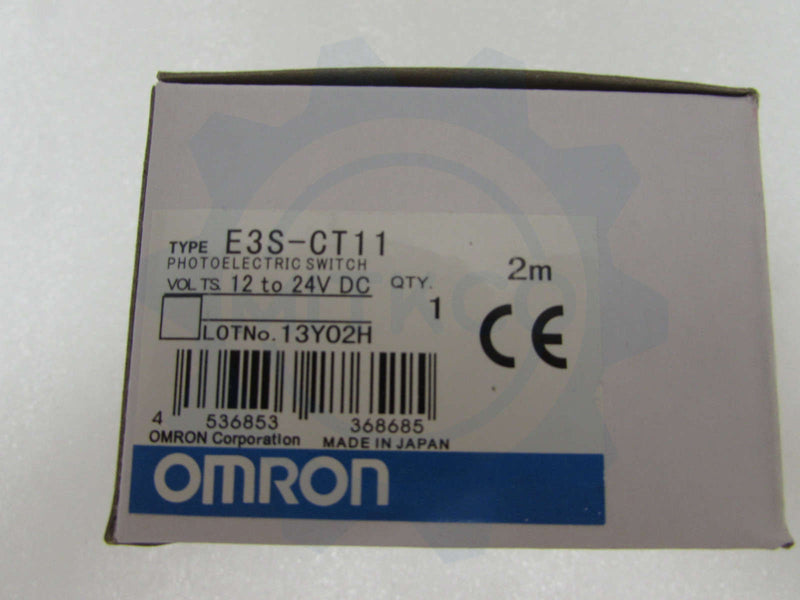 TYPE E3S-CT11
PHOTOELECTRIC SWITCH
2m
VOLTS. 12 to 24V DC QTY.
1
LOTNo. 13Y02H
CE
4 536853 368685
OMRON Corporation MADE IN JAPAN
OMRON